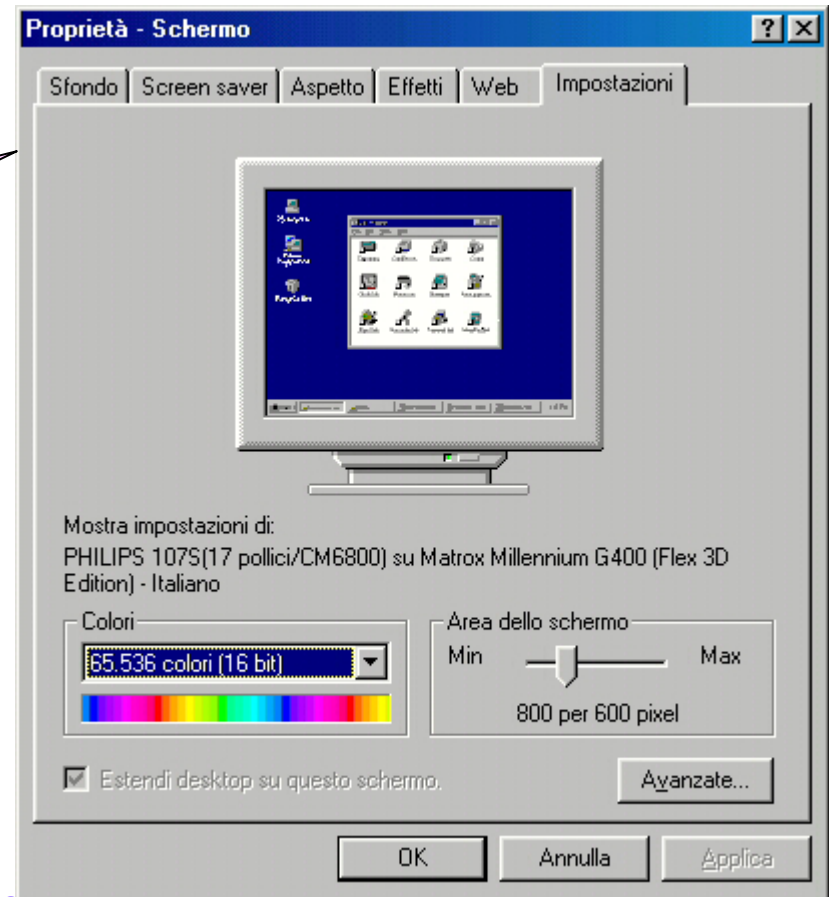 Proprietà - Schermo
Sfondo Screen saver Aspetto Effetti Web Impostazioni
Mostra impostazioni di:
PHILIPS 107S(17 pollici/CM6800) su Matrox Millennium G400 (Flex 3D
Edition) - Italiano
Colori
65.536 colori (16 bit)
Area dello schermo
Min Max
800 per 600 pixel
Estendi desktop su questo schermo.
Avanzate...
OK Annulla Applica